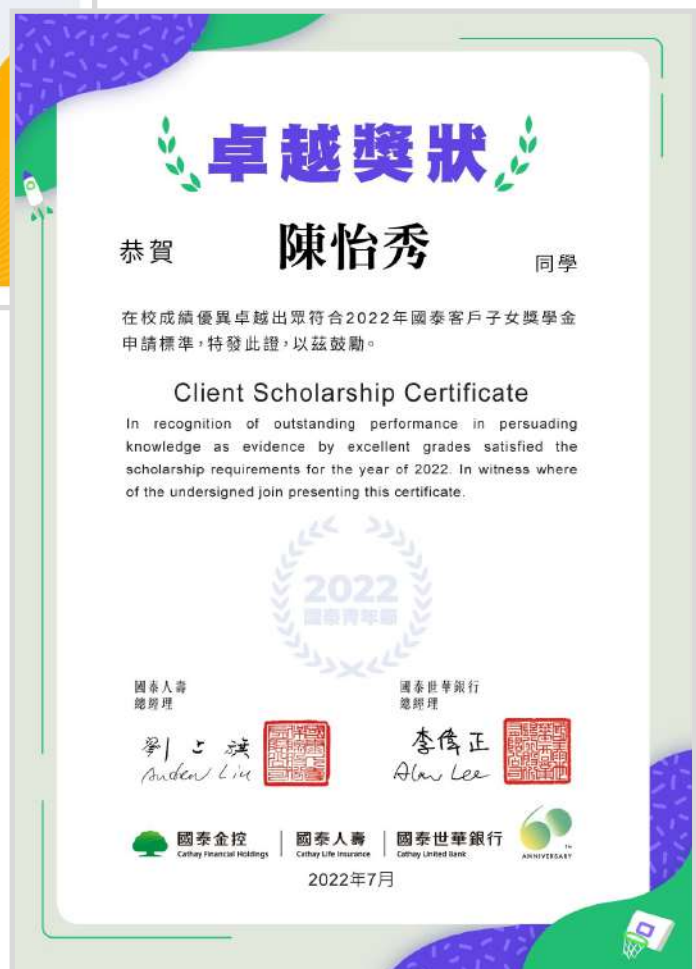 卓越獎狀
恭賀 陳怡秀 同學
在校成績優異卓越出眾符合2022年國泰客戶子女獎學金
申請標準，特發此證，以茲鼓勵。
Client Scholarship Certificate
In recognition of outstanding performance in persuading
knowledge as evidence by excellent grades satisfied the
scholarship requirements for the year of 2022. In witness where
of the undersigned join presenting this certificate.
2022
國泰青年節
國泰人壽 國泰世華銀行
總經理 總經理
劉上旗 李偉正
Andrew Liu Alan Lee
國泰金控 國泰人壽 國泰世華銀行
Cathay Financial Holdings Cathay Life Insurance Cathay United Bank
60th
ANNIVERSARY
2022年7月